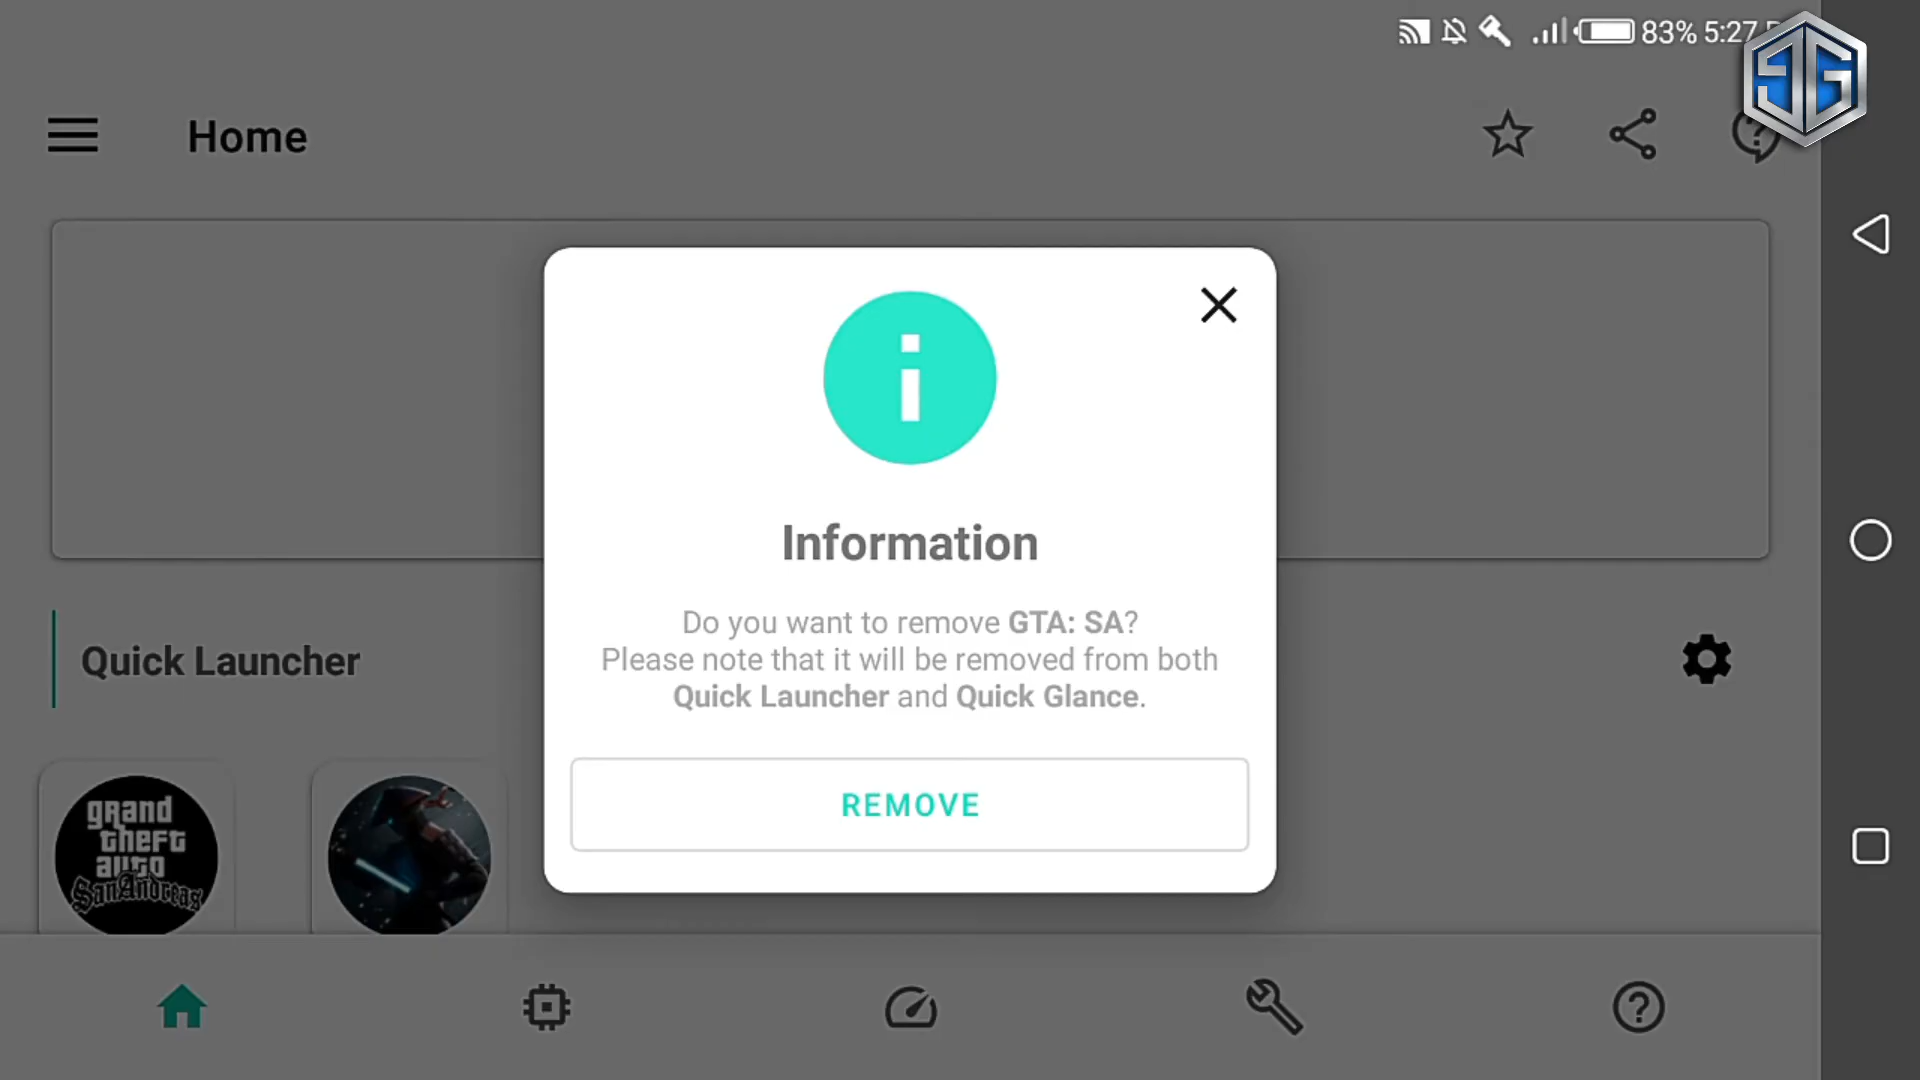 83% 5:27
Home
Information
Do you want to remove GTA: SA?
Please note that it will be removed from both
Quick Launcher and Quick Glance.
REMOVE
Quick Launcher
grand
theft
auto
San Andreas